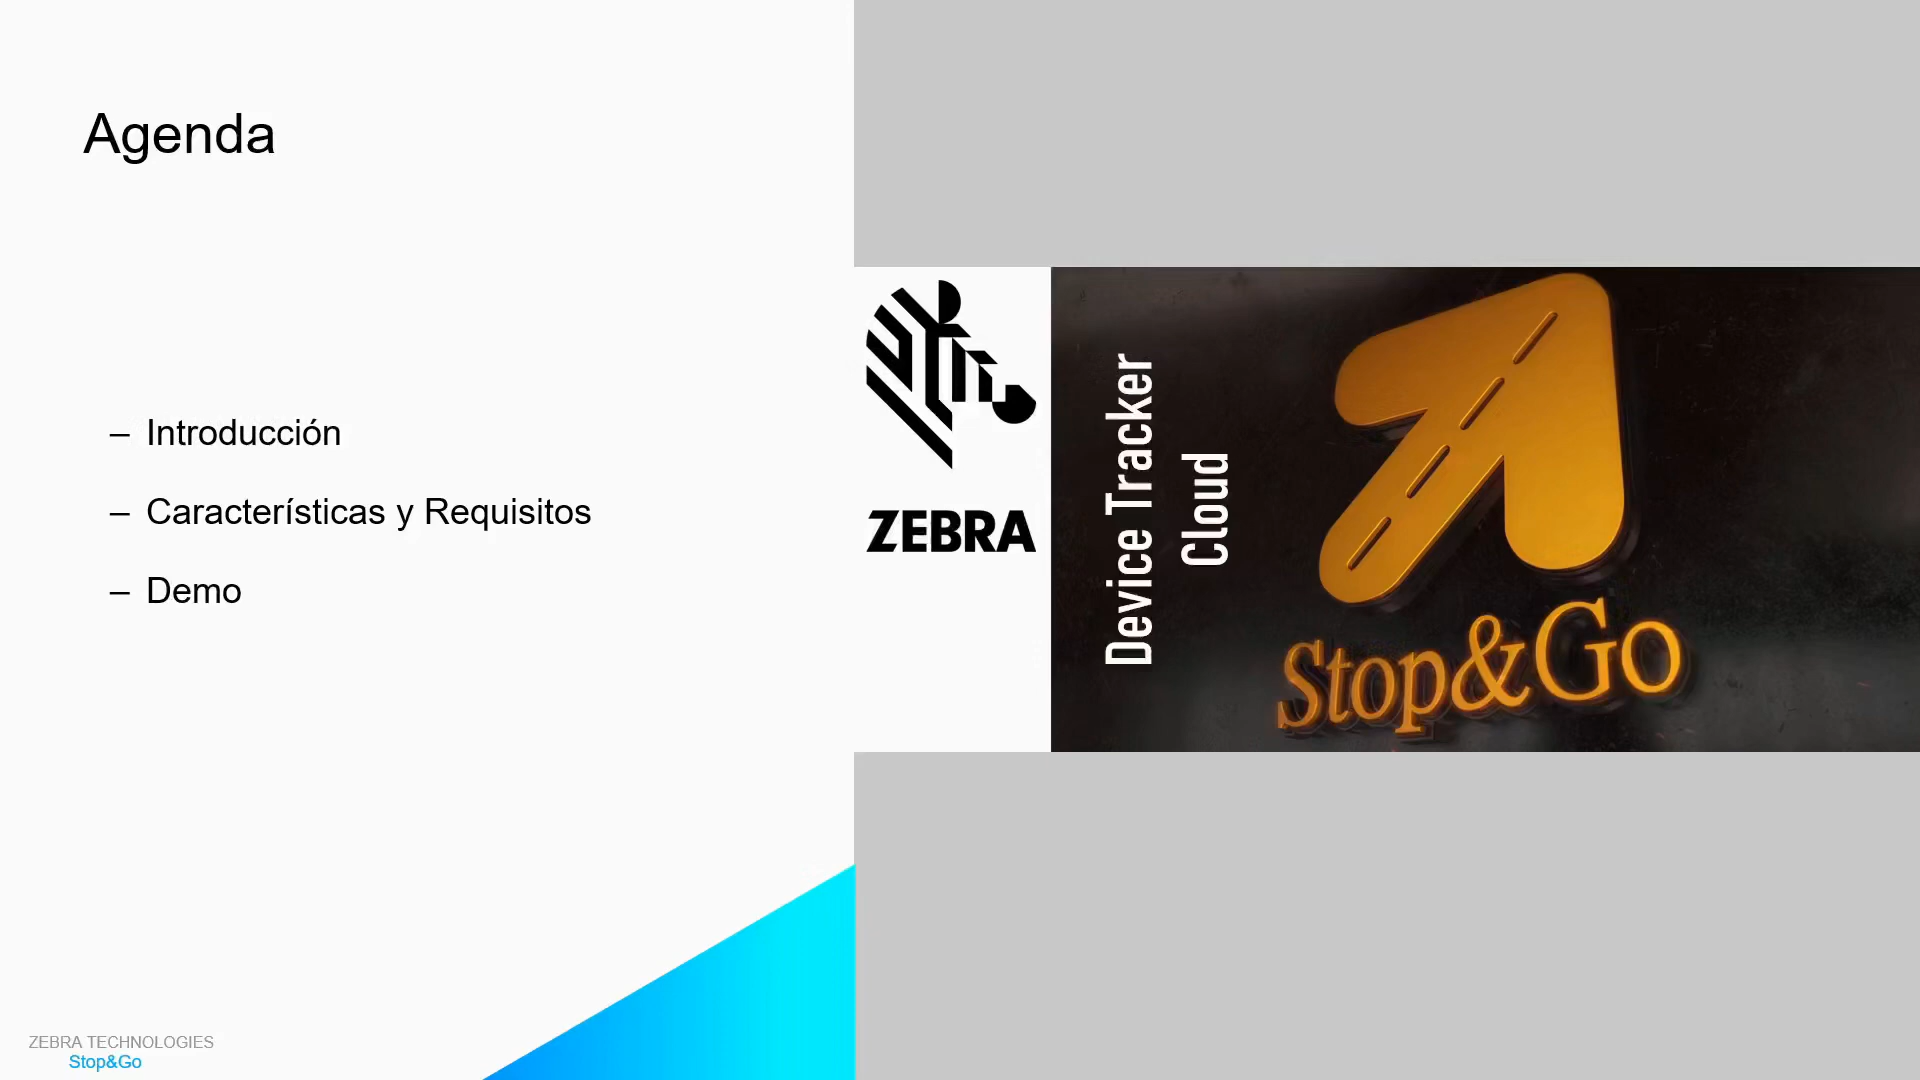 Agenda
– Introducción
– Características y Requisitos
– Demo
ZEBRA
Device Tracker
Cloud
Stop&Go
ZEBRA TECHNOLOGIES
Stop&Go